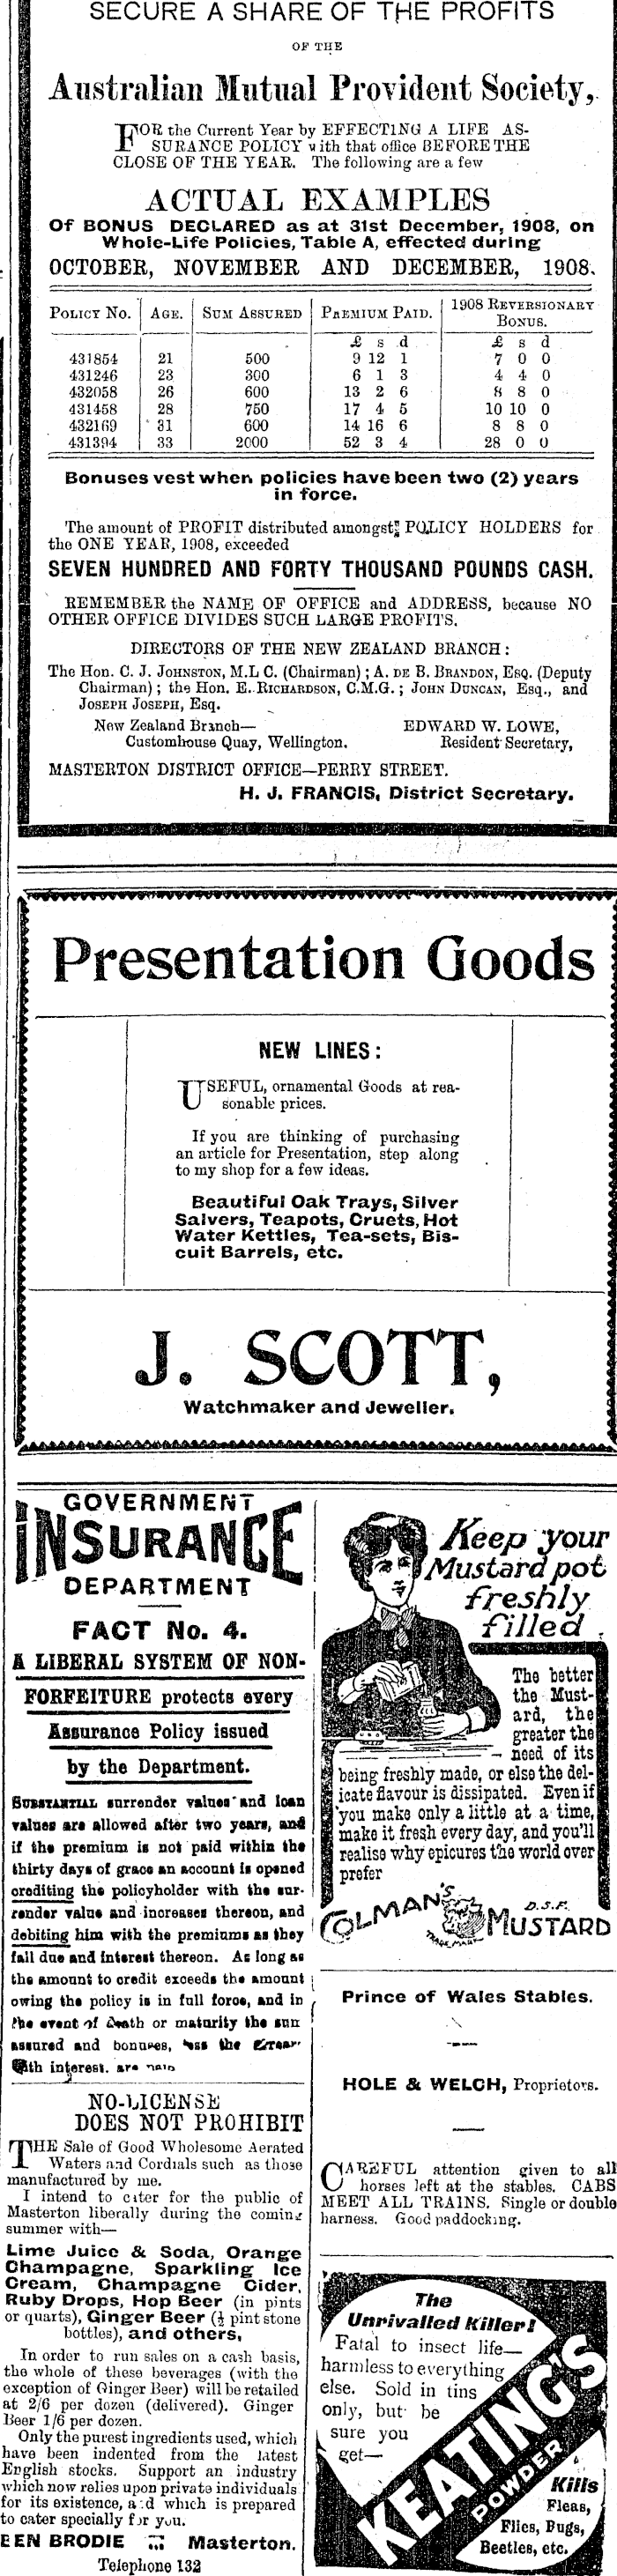 SECURE A SHARE OF THE PROFITS
OF THE
Australian Mutual Provident Society,
FOR the Current Year by EFFECTING A LIFE AS-
SURANCE POLICY with that office BEFORE THE
CLOSE OF THE YEAR. The following are a few
ACTUAL EXAMPLES
Of BONUS DECLARED as at 31st December, 1908, on
Whole-Life Policies, Table A, effected during
OCTOBER, NOVEMBER AND DECEMBER, 1908.
POLICY NO. AGE. SUM ASSURED PREMIUM PAID. 1908 REVERSIONARY
BONUS.
£ s d £ s d
431854 21 500 9 12 1 7 0 0
431246 23 300 6 1 3 4 4 0
432058 26 600 13 2 6 8 8 0
431458 28 750 17 4 5 10 10 0
432169 31 600 14 16 6 8 8 0
431394 33 2000 52 3 4 28 0 0
Bonuses vest when policies have been two (2) years
in force.
The amount of PROFIT distributed amongst POLICY HOLDERS for
the ONE YEAR, 1908, exceeded
SEVEN HUNDRED AND FORTY THOUSAND POUNDS CASH.
REMEMBER the NAME OF OFFICE and ADDRESS, because NO
OTHER OFFICE DIVIDES SUCH LARGE PROFITS.
DIRECTORS OF THE NEW ZEALAND BRANCH:
The Hon. C. J. JOHNSTON, M.L C. (Chairman); A. DE B. BRANDON, ESQ. (Deputy
Chairman); the Hon. E. RICHARDSON, C.M.G.; JOHN DUNCAN, Esq., and
JOSEPH JOSEPH, Esq.
New Zealand Branch— EDWARD W. LOWE,
Customhouse Quay, Wellington. Resident Secretary,
MASTERTON DISTRICT OFFICE—PERRY STREET.
H. J. FRANCIS, District Secretary.
Presentation Goods
NEW LINES:
USEFUL, ornamental Goods at rea-
sonable prices.
If you are thinking of purchasing
an article for Presentation, step along
to my shop for a few ideas.
Beautiful Oak Trays, Silver
Salvers, Teapots, Cruets, Hot
Water Kettles, Tea-sets, Bis-
cuit Barrels, etc.
J. SCOTT,
Watchmaker and Jeweller.
GOVERNMENT
INSURANCE
DEPARTMENT
FACT No. 4.
A LIBERAL SYSTEM OF NON-
FORFEITURE protects every
Assurance Policy issued
by the Department.
SUBSTANTIAL surrender values and loan
values are allowed after two years, and
if the premium is not paid within the
thirty days of grace an account is opened
crediting the policyholder with the sur-
render value and increases thereon, and
debiting him with the premiums as they
fall due and interest thereon. As long as
the amount to credit exceeds the amount
owing the policy is in full force, and in
the event of death or maturity the sum
assured and bonuses, less the arrears
with interest, are paid
NO-LICENSE
DOES NOT PROHIBIT
THE Sale of Good Wholesome Aerated
Waters and Cordials such as those
manufactured by me.
I intend to cater for the public of
Masterton liberally during the coming
summer with—
Lime Juice & Soda, Orange
Champagne, Sparkling Ice
Cream, Champagne Cider,
Ruby Drops, Hop Beer (in pints
or quarts), Ginger Beer (½ pint stone
bottles), and others,
In order to run sales on a cash basis,
the whole of these beverages (with the
exception of Ginger Beer) will be retailed
at 2/6 per dozen (delivered). Ginger
Beer 1/6 per dozen.
Only the purest ingredients used, which
have been indented from the latest
English stocks. Support an industry
which now relies upon private individuals
for its existence, and which is prepared
to cater specially for you.
BEN BRODIE Masterton.
Telephone 132
Keep your
Mustard pot
freshly
filled.
The better
the Must-
ard, the
greater the
need of its
being freshly made, or else the del-
icate flavour is dissipated. Even if
you make only a little at a time,
make it fresh every day, and you'll
realise why epicures the world over
prefer
COLMAN'S
D.S.F.
MUSTARD
TRADE MARK
Prince of Wales Stables.
HOLE & WELCH, Proprietors.
CAREFUL attention given to all
horses left at the stables. CABS
MEET ALL TRAINS. Single or double
harness. Good paddocking.
The
Unrivalled Killer!
Fatal to insect life—
harmless to everything
else. Sold in tins
only, but be
sure you
get—
KEATING'S
POWDER
Kills
Fleas,
Flies, Bugs,
Beetles, etc.